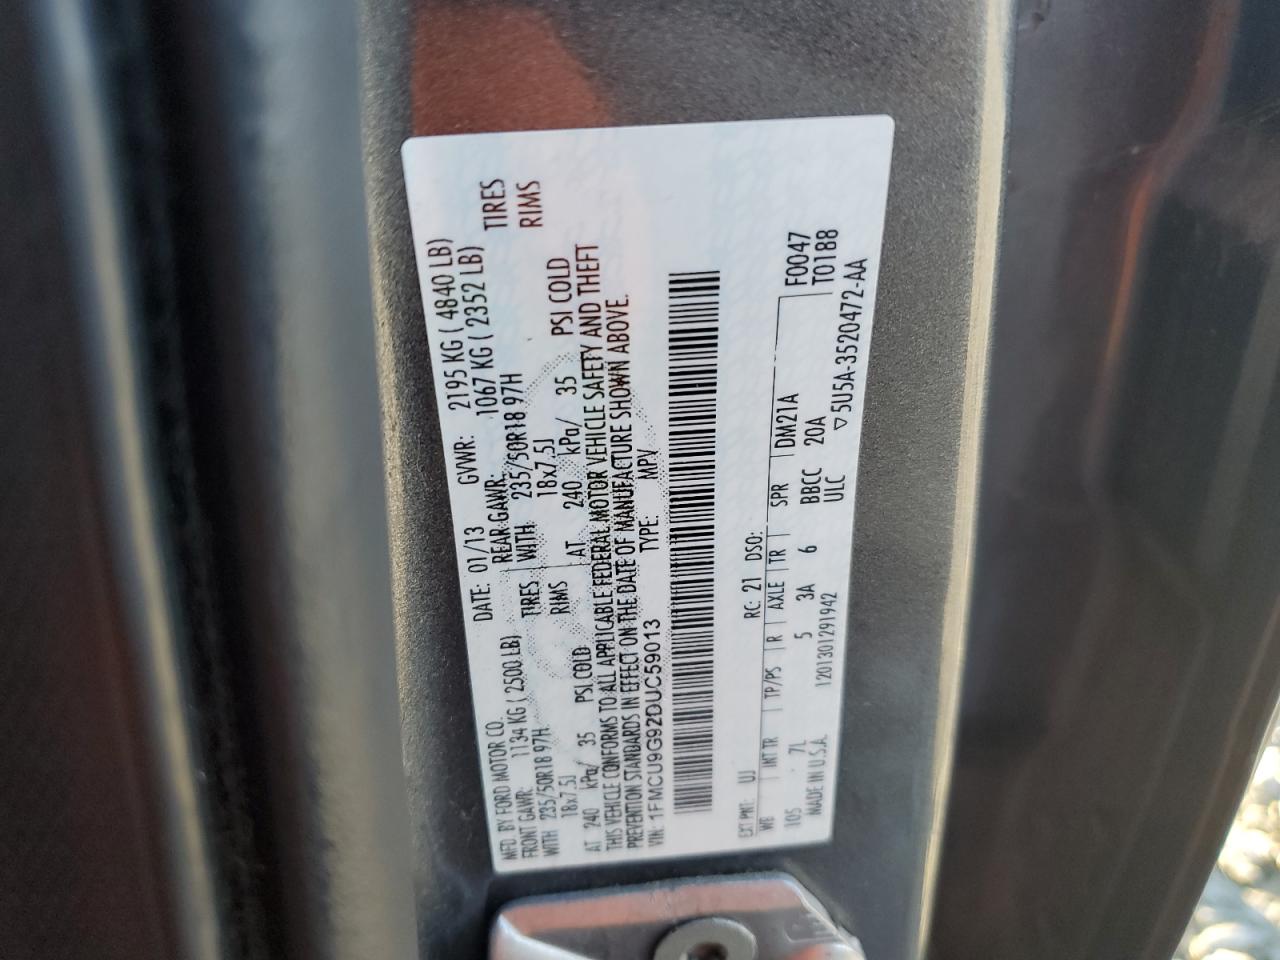 MFD. BY FORD MOTOR CO. DATE: 01/13 GVWR: 2195 KG ( 4840 LB)
FRONT GAWR: 1134 KG ( 2500 LB) REAR GAWR: 1067 KG ( 2352 LB)
WITH 235/50R18 97H TIRES WITH 235/50R18 97H TIRES
18x7.5J RIMS 18x7.5J RIMS
AT 240 kPa/ 35 PSI COLD AT 240 kPa/ 35 PSI COLD
THIS VEHICLE CONFORMS TO ALL APPLICABLE FEDERAL MOTOR VEHICLE SAFETY AND THEFT
PREVENTION STANDARDS IN EFFECT ON THE DATE OF MANUFACTURE SHOWN ABOVE.
VIN: 1FMCU9G92DUC59013 TYPE: MPV
EXT PNT: UJ RC: 21 DSO:
WB INT TR TP/PS R AXLE TR SPR DM21A F0047
105 7L 5 3A 6 BBCC 20A T01B8
MADE IN U.S.A. 1201301291942 ULC ▽5U5A-3520472-AA